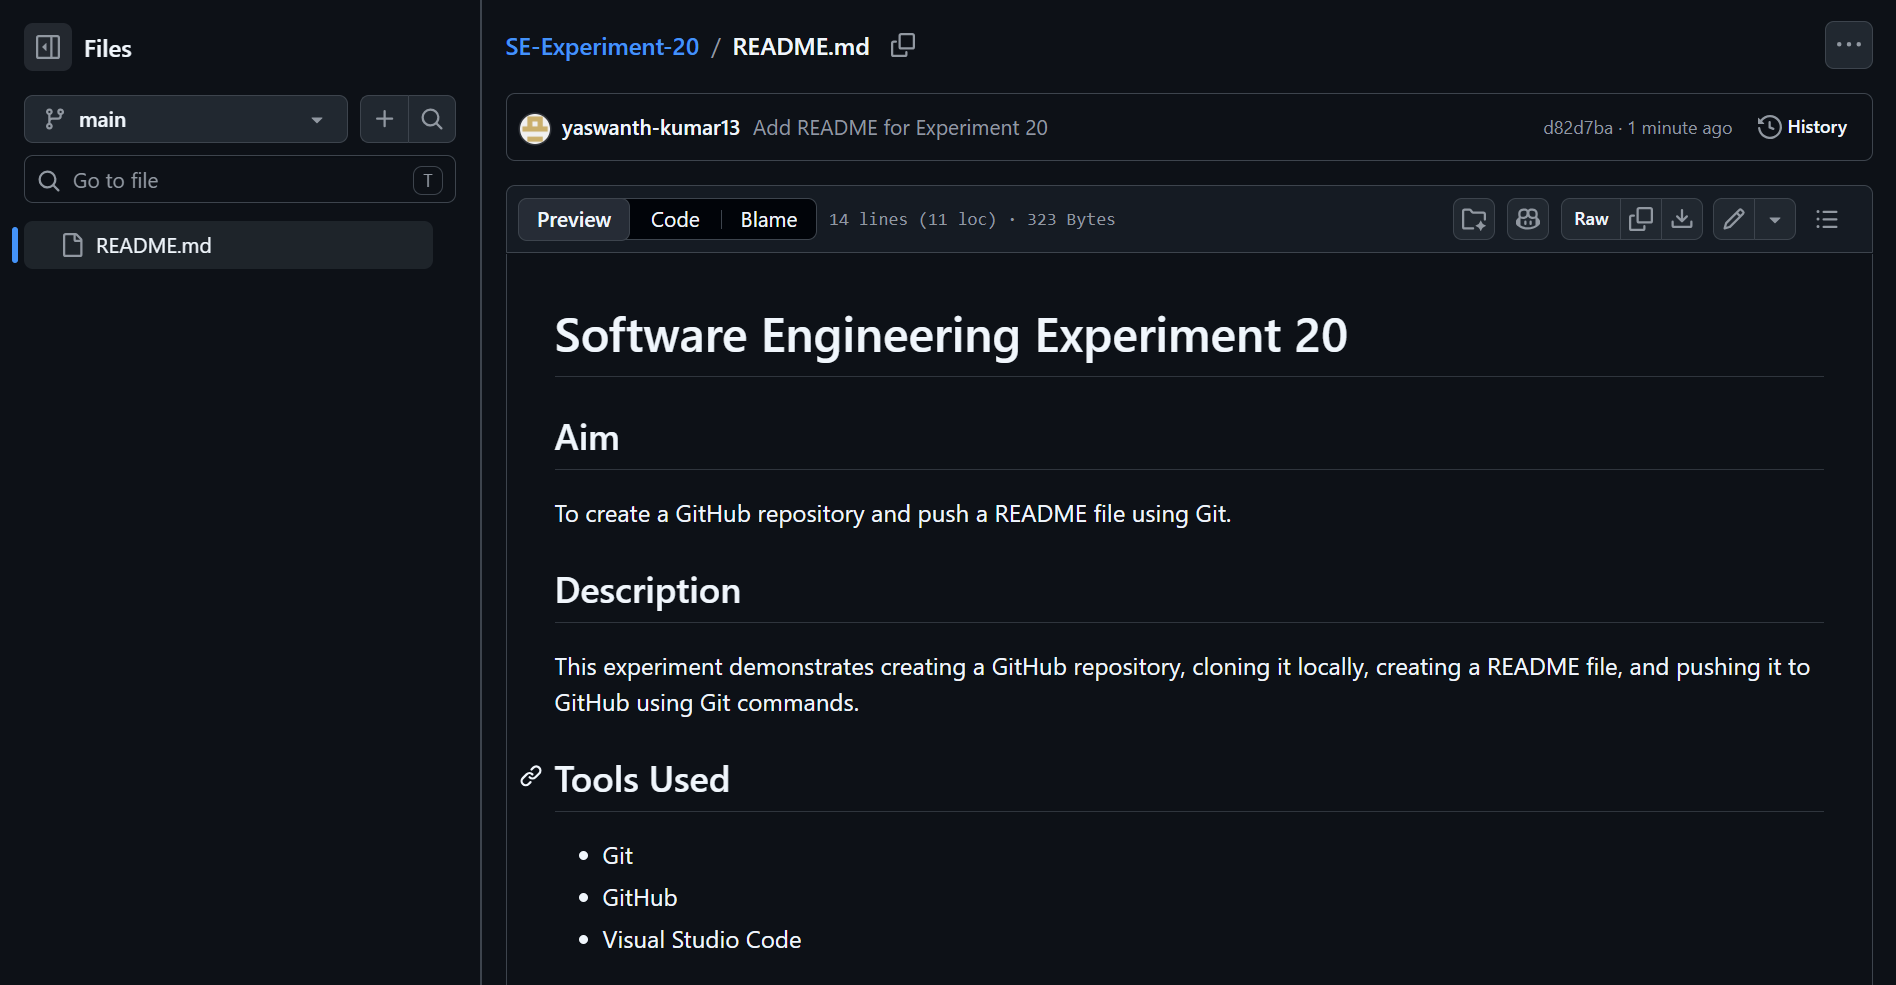 Files
main
Go to file
T
README.md
SE-Experiment-20 / README.md
yaswanth-kumar13 Add README for Experiment 20
d82d7ba · 1 minute ago
History
Preview
Code
Blame
14 lines (11 loc) · 323 Bytes
Raw
Software Engineering Experiment 20
Aim
To create a GitHub repository and push a README file using Git.
Description
This experiment demonstrates creating a GitHub repository, cloning it locally, creating a README file, and pushing it to
GitHub using Git commands.
Tools Used
• Git
• GitHub
• Visual Studio Code